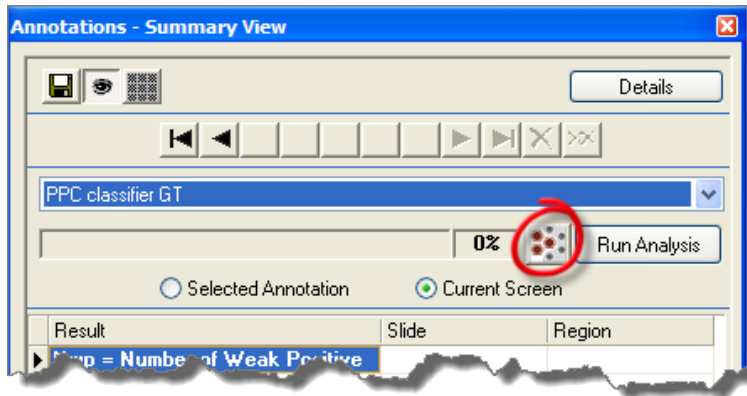 Annotations - Summary View
Details
PPC classifier GT
0% Run Analysis
Selected Annotation Current Screen
Result Slide Region
= Number of Weak Positive